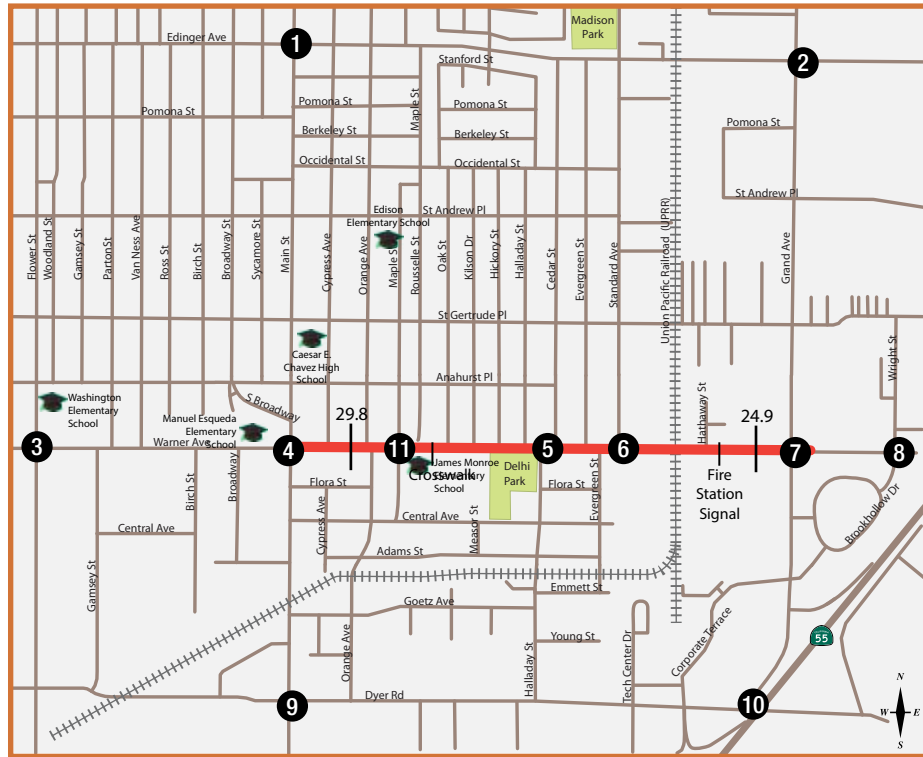 Madison
Park
Edinger Ave
1
2
Stanford St
Pomona St
Pomona St
Maple St
Pomona St
Pomona St
Berkeley St
Berkeley St
Occidental St
Occidental St
St Andrew Pl
Edison
Elementary School
St Andrew Pl
Flower St
Woodland St
Garnsey St
Parton St
Van Ness Ave
Ross St
Birch St
Broadway St
Sycamore St
Main St
Cypress Ave
Orange Ave
Maple St
Rousselle St
Oak St
Kilson Dr
Hickory St
Halladay St
Cedar St
Evergreen St
Standard Ave
Union Pacific Railroad (UPRR)
Grand Ave
St Gertrude Pl
Caesar E.
Chavez High
School
Wright St
Anahurst Pl
Washington
Elementary
School
S Broadway
Manuel Esqueda
Elementary
School
29.8
Hathaway St
24.9
3
Warner Ave
4
11
5
6
7
8
Crosswalk
James Monroe
Elementary
School
Delhi
Park
Fire
Station
Signal
Birch St
Broadway
Flora St
Flora St
Evergreen St
Brookhollow Dr
Central Ave
Cypress Ave
Central Ave
Measor St
Adams St
Garnsey St
Emmett St
Goetz Ave
Orange Ave
Young St
Halladay St
Tech Center Dr
Corporate Terrace
55
9
Dyer Rd
10
N
W
E
S